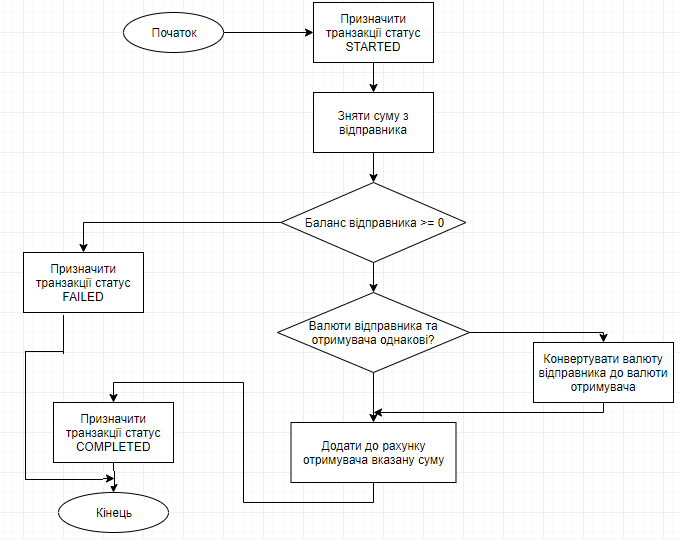 Початок
Призначити
транзакції статус
STARTED
Зняти суму з
відправника
Баланс відправника >= 0
Призначити
транзакції статус
FAILED
Валюти відправника та
отримувача однакові?
Конвертувати валюту
відправника до валюти
отримувача
Призначити
транзакції статус
COMPLETED
Додати до рахунку
отримувача вказану суму
Кінець